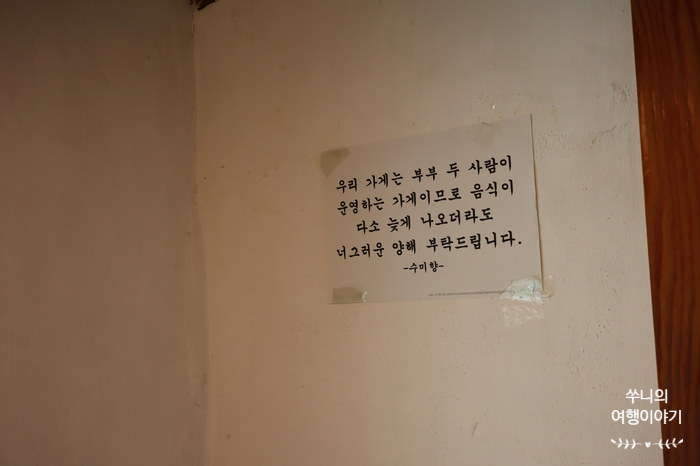 우리 가게는 부부 두 사람이
운영하는 가게이므로 음식이
다소 늦게 나오더라도
너그러운 양해 부탁드립니다.
-수미향-
쑤니의
여행이야기